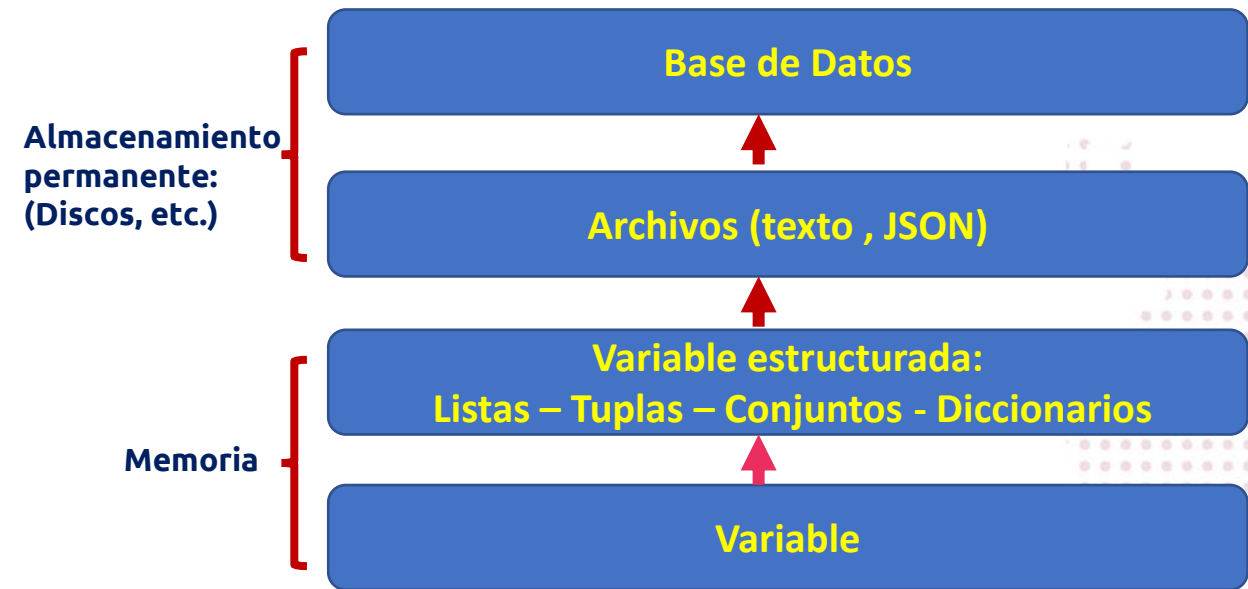 Base de Datos
Almacenamiento
permanente:
(Discos, etc.)
Archivos (texto , JSON)
Variable estructurada:
Listas – Tuplas – Conjuntos - Diccionarios
Memoria
Variable